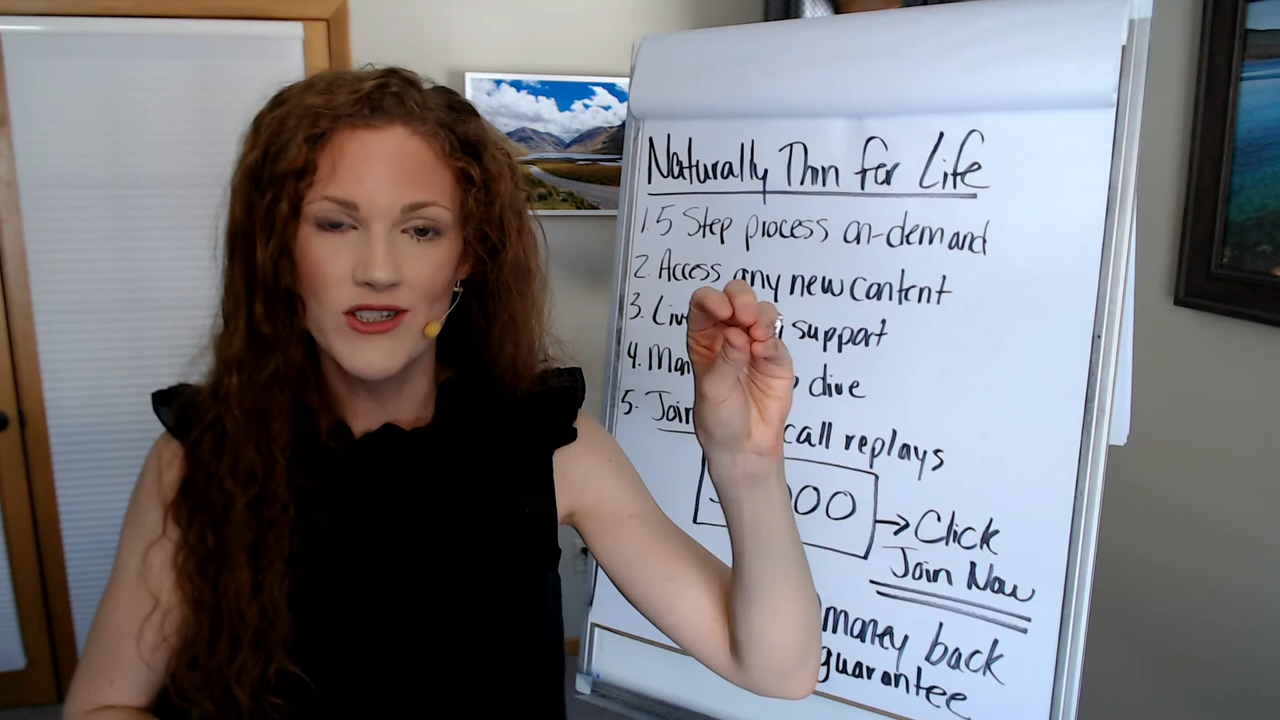 Naturally Thin for Life
1. 5 Step process on-demand
2. Access any new content
3. support
4. dive
5. call replays
00
→ Click
Join Now
money back
guarantee